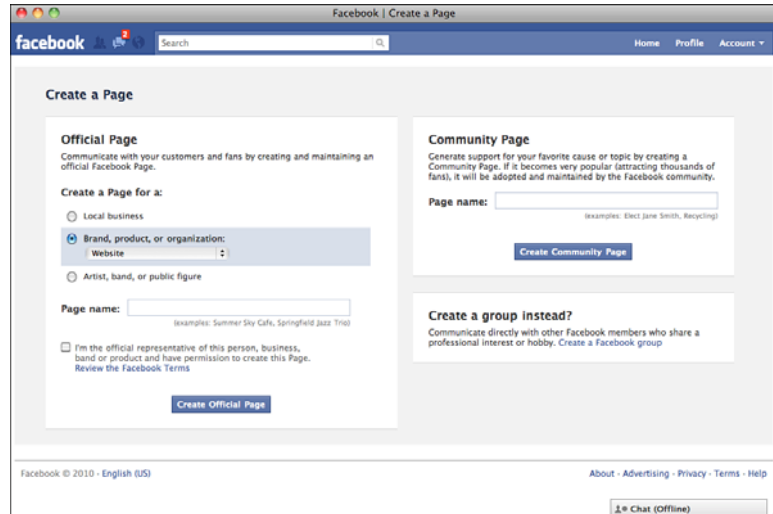 Facebook | Create a Page
facebook
2
Search
Home Profile Account
Create a Page
Official Page
Communicate with your customers and fans by creating and maintaining an
official Facebook Page.
Create a Page for a:
Local business
Brand, product, or organization:
Website
Artist, band, or public figure
Page name:
(examples: Summer Sky Cafe, Springfield Jazz Trio)
I'm the official representative of this person, business,
band or product and have permission to create this Page.
Review the Facebook Terms
Create Official Page
Community Page
Generate support for your favorite cause or topic by creating a
Community Page. If it becomes very popular (attracting thousands of
fans), it will be adopted and maintained by the Facebook community.
Page name:
(examples: Elect Jane Smith, Recycling)
Create Community Page
Create a group instead?
Communicate directly with other Facebook members who share a
professional interest or hobby. Create a Facebook group
Facebook © 2010 · English (US)
About · Advertising · Privacy · Terms · Help
Chat (Offline)